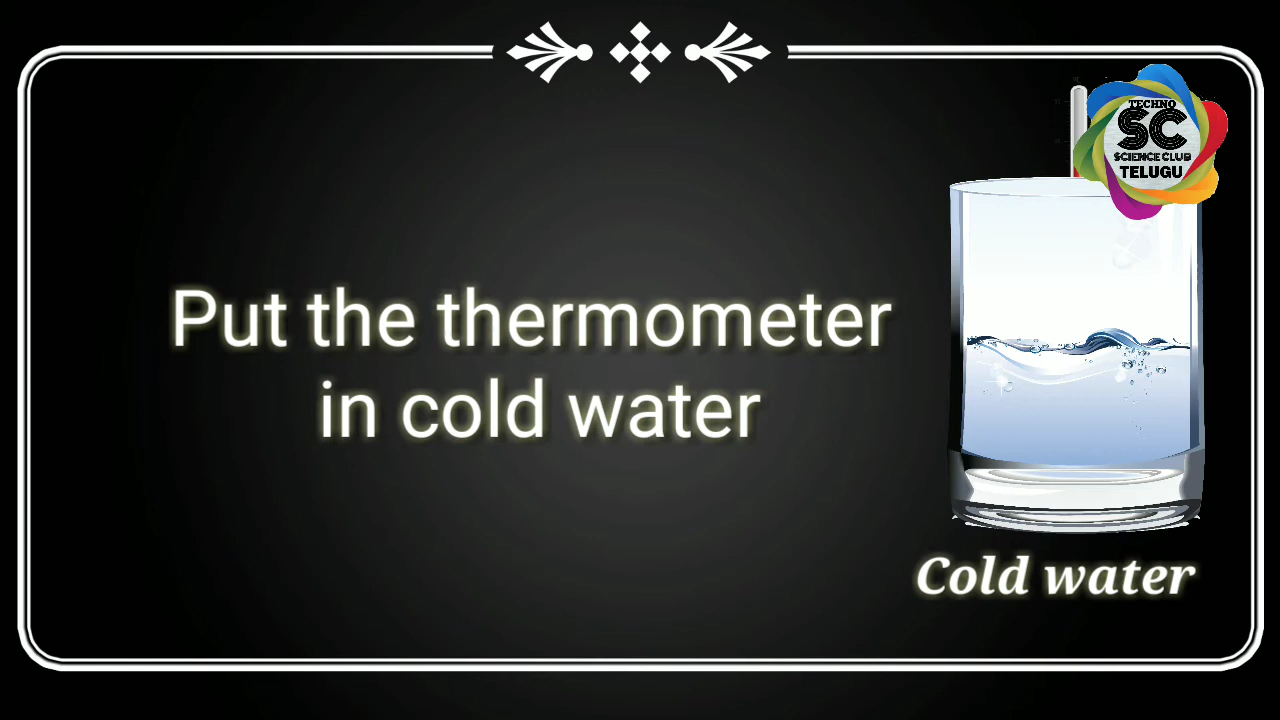 TECHNO
SC
SCIENCE CLUB
TELUGU
Put the thermometer
in cold water
Cold water